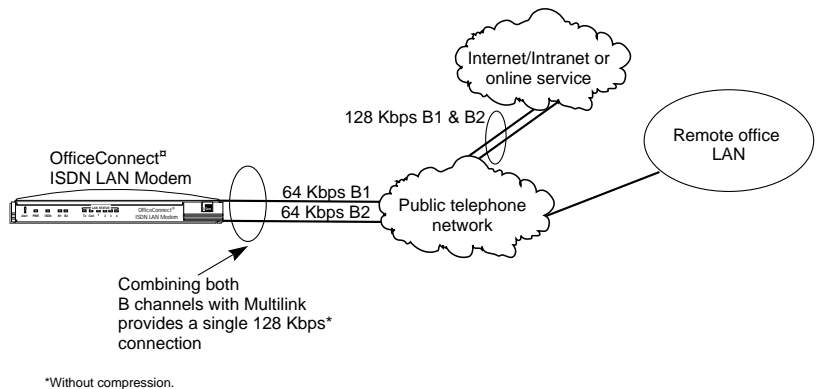 Internet/Intranet or
online service
128 Kbps B1 & B2
Remote office
LAN
OfficeConnect¤
ISDN LAN Modem
64 Kbps B1
64 Kbps B2
Public telephone
network
LAN STATUS
OfficeConnect
ISDN LAN Modem
Combining both
B channels with Multilink
provides a single 128 Kbps*
connection
*Without compression.